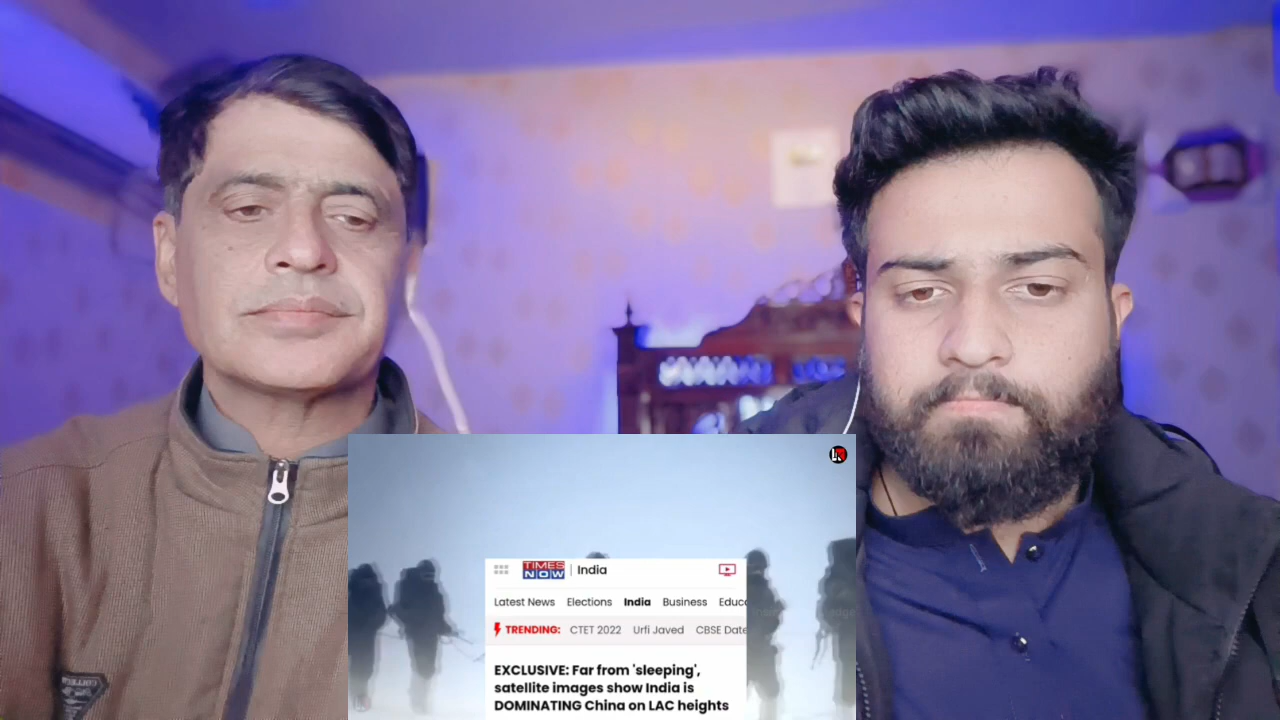 TIMES NOW | India
Latest News Elections India Business Educ
TRENDING: CTET 2022 Urfi Javed CBSE Date
EXCLUSIVE: Far from 'sleeping',
satellite images show India is
DOMINATING China on LAC heights